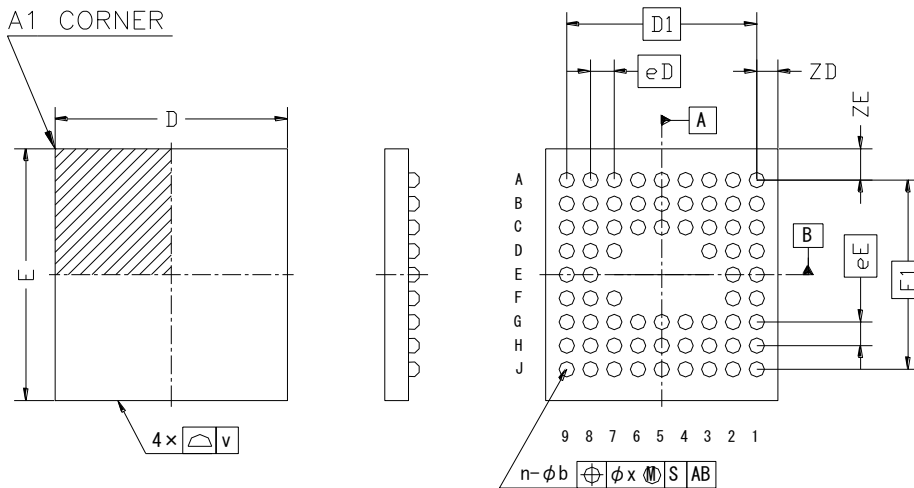 A1 CORNER
D
E
D1
eD
ZD
ZE
A
B
eE
E1
A
B
C
D
E
F
G
H
J
9 8 7 6 5 4 3 2 1
4× ⌓ v
n-φb ⌖ φx Ⓜ S AB